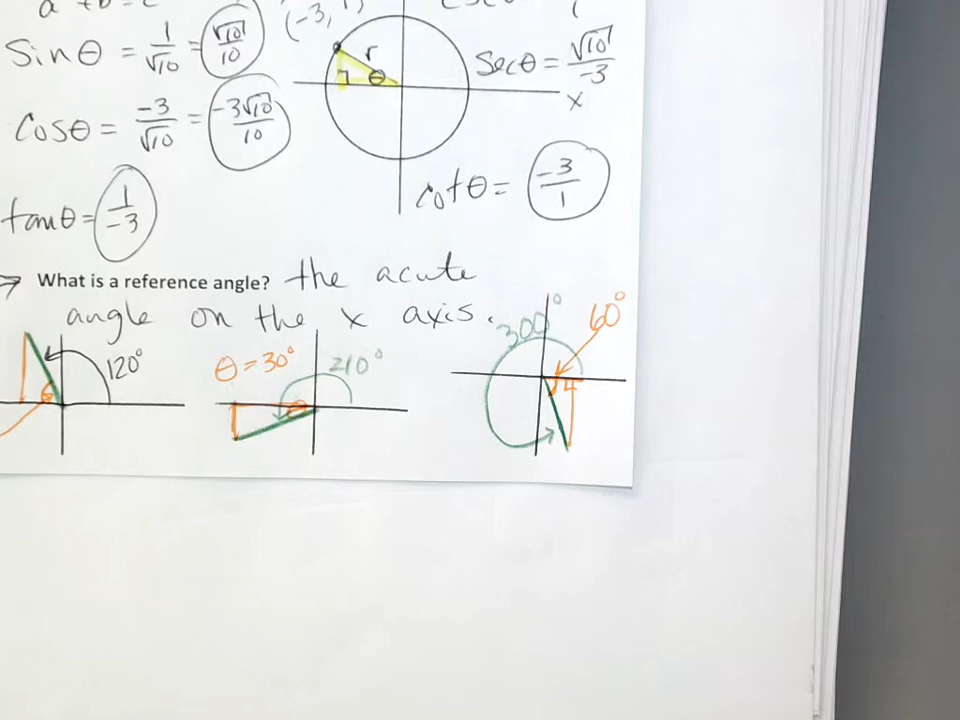 (-3,
sinθ = 1/√10 = √10/10
r
θ
secθ = √10/-3
x
cosθ = -3/√10 = -3√10/10
cotθ = -3/1
tanθ = 1/-3
What is a reference angle? the acute
angle on the x axis.
120°
θ = 30°
210°
300°
60°